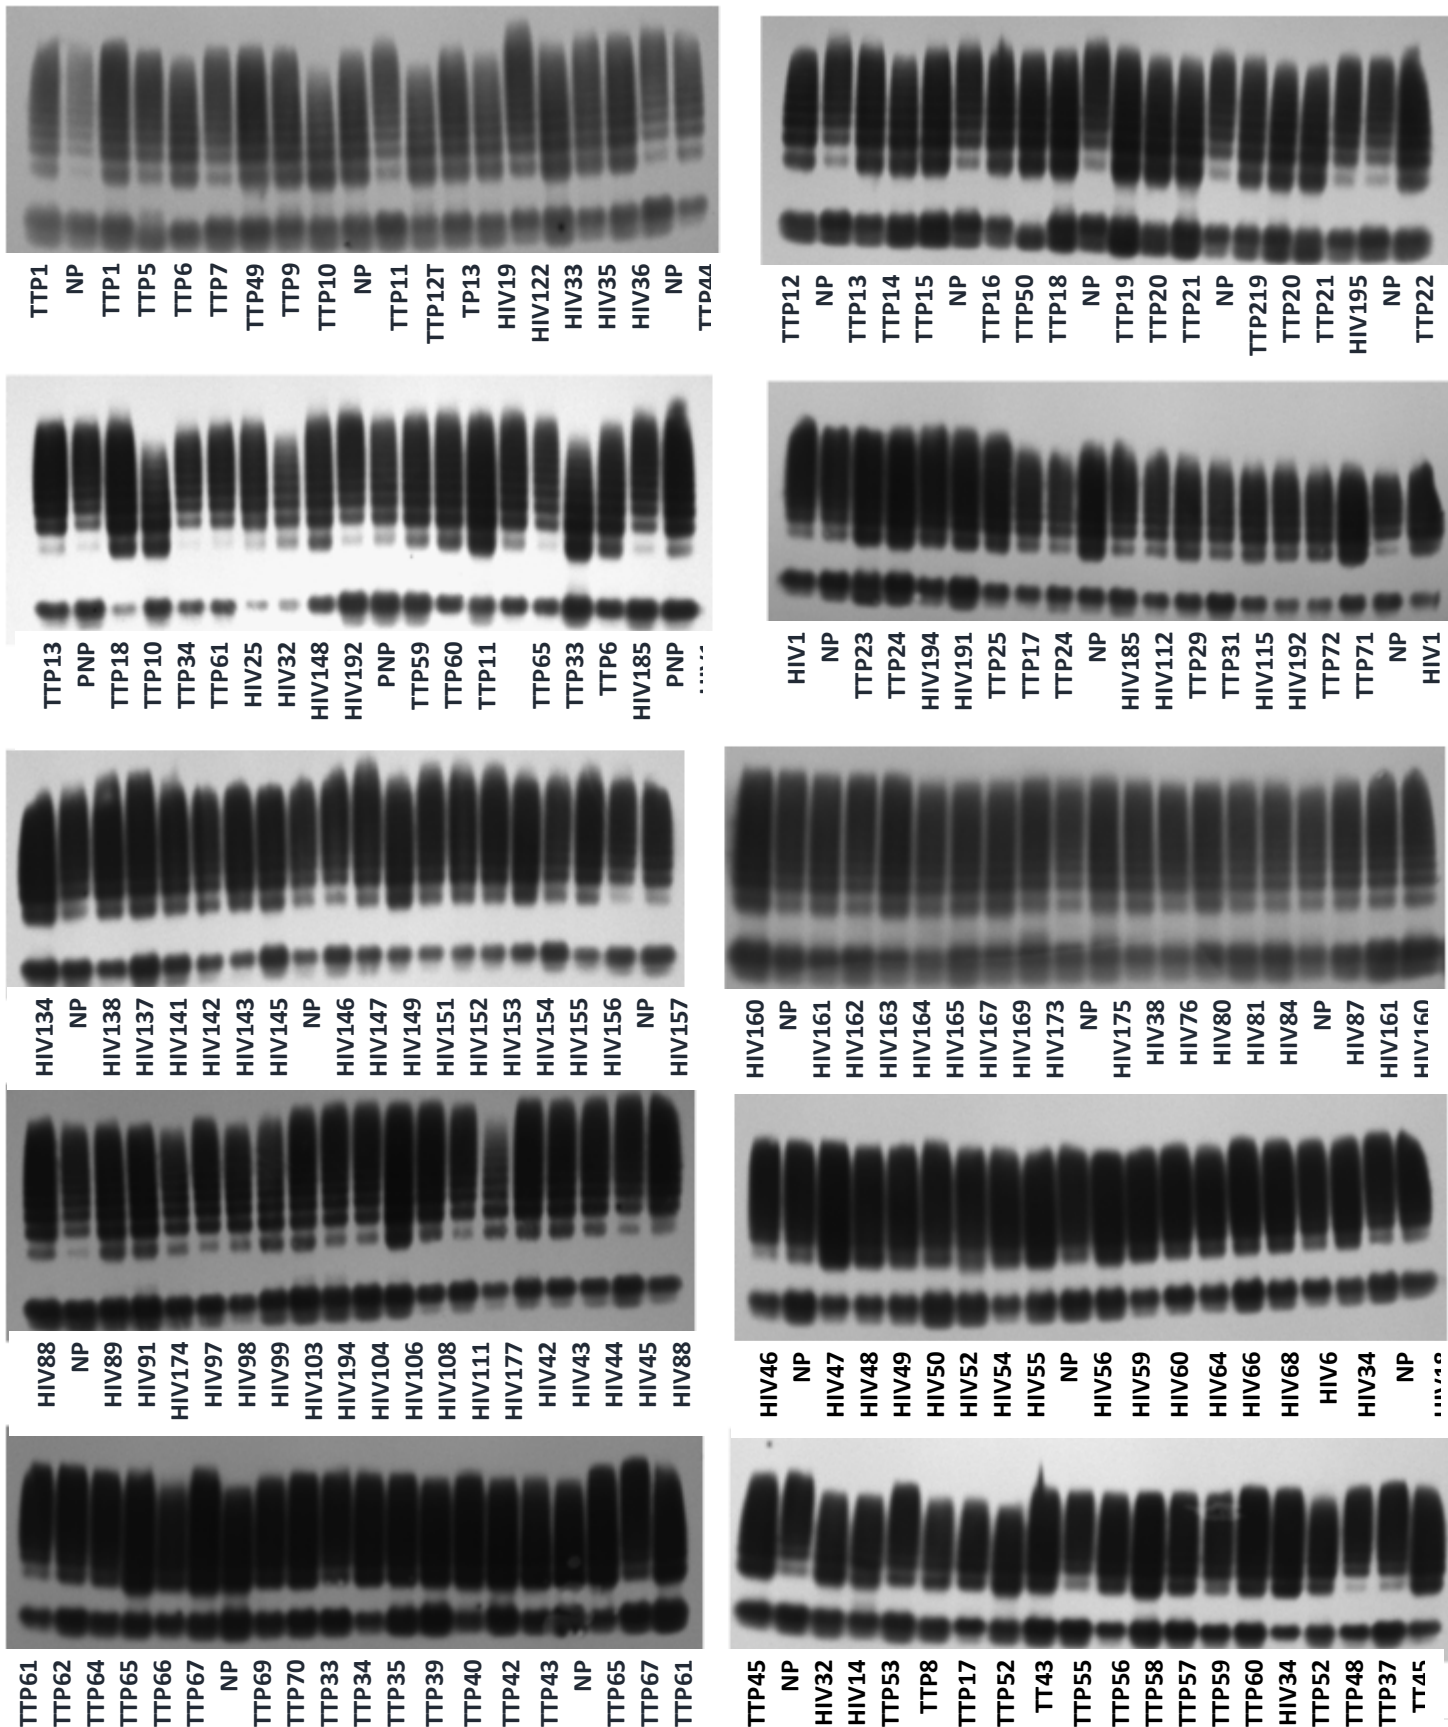 TTP1 NP TTP1 TTP5 TTP6 TTP7 TTP49 TTP9 TTP10 NP TTP11 TTP12T TP13 HIV19 HIV122 HIV33 HIV35 HIV36 NP TTP44
TTP12 NP TTP13 TTP14 TTP15 NP TTP16 TTP50 TTP18 NP TTP19 TTP20 TTP21 NP TTP219 TTP20 TTP21 HIV195 NP TTP22
TTP13 PNP TTP18 TTP10 TTP34 TTP61 HIV25 HIV32 HIV148 HIV192 PNP TTP59 TTP60 TTP11 TTP65 TTP33 TTP6 HIV185 PNP
HIV1 NP TTP23 TTP24 HIV194 HIV191 TTP25 TTP17 TTP24 NP HIV185 HIV112 TTP29 TTP31 HIV115 HIV192 TTP72 TTP71 NP HIV1
HIV134 NP HIV138 HIV137 HIV141 HIV142 HIV143 HIV145 NP HIV146 HIV147 HIV149 HIV151 HIV152 HIV153 HIV154 HIV155 HIV156 NP HIV157
HIV160 NP HIV161 HIV162 HIV163 HIV164 HIV165 HIV167 HIV169 HIV173 NP HIV175 HIV38 HIV76 HIV80 HIV81 HIV84 NP HIV87 HIV161 HIV160
HIV88 NP HIV89 HIV91 HIV174 HIV97 HIV98 HIV99 HIV103 HIV194 HIV104 HIV106 HIV108 HIV111 HIV177 HIV42 HIV43 HIV44 HIV45 HIV88
HIV46 NP HIV47 HIV48 HIV49 HIV50 HIV52 HIV54 HIV55 NP HIV56 HIV59 HIV60 HIV64 HIV66 HIV68 HIV6 HIV34 NP HIV18
TTP61 TTP62 TTP64 TTP65 TTP66 TTP67 NP TTP69 TTP70 TTP33 TTP34 TTP35 TTP39 TTP40 TTP42 TTP43 NP TTP65 TTP67 TTP61
TTP45 NP HIV32 HIV14 TTP53 TTP8 TTP17 TTP52 TT43 TTP55 TTP56 TTP58 TTP57 TTP59 TTP60 HIV34 TTP52 TTP48 TTP37 TT45